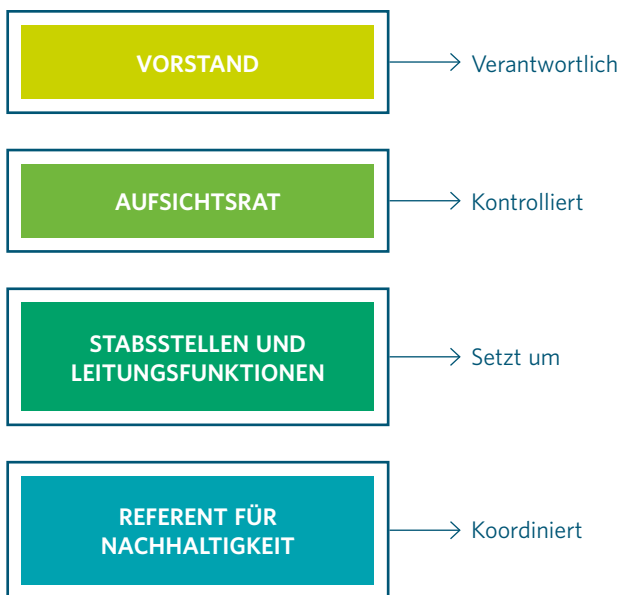 VORSTAND
Verantwortlich
AUFSICHTSRAT
Kontrolliert
STABSSTELLEN UND
LEITUNGSFUNKTIONEN
Setzt um
REFERENT FÜR
NACHHALTIGKEIT
Koordiniert